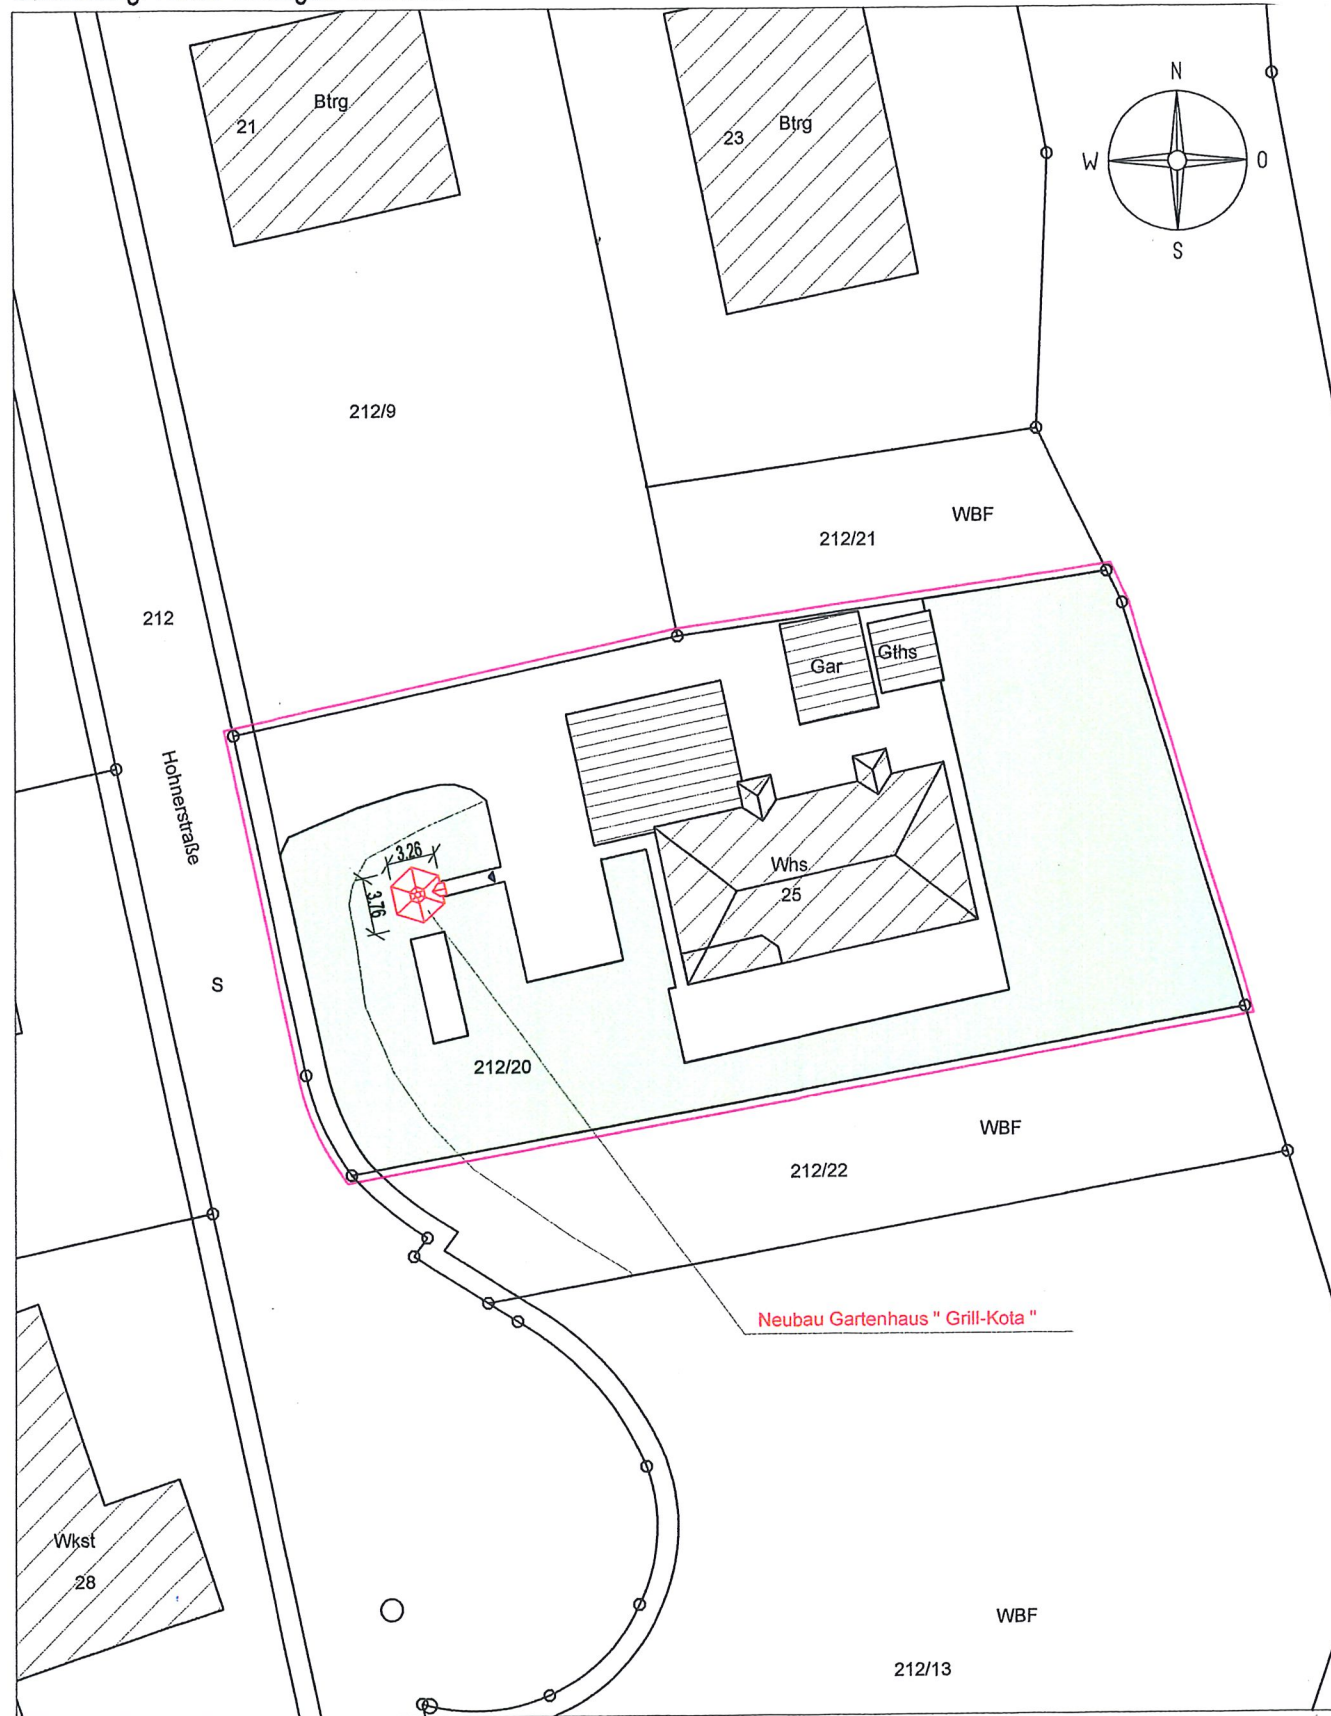 Btrg
21
Btrg
23
N
W
O
S
212/9
WBF
212/21
212
Gar
Gths
Hohnerstraße
3.26
3.76
Whs
25
S
212/20
WBF
212/22
Neubau Gartenhaus " Grill-Kota "
Wkst
28
WBF
212/13